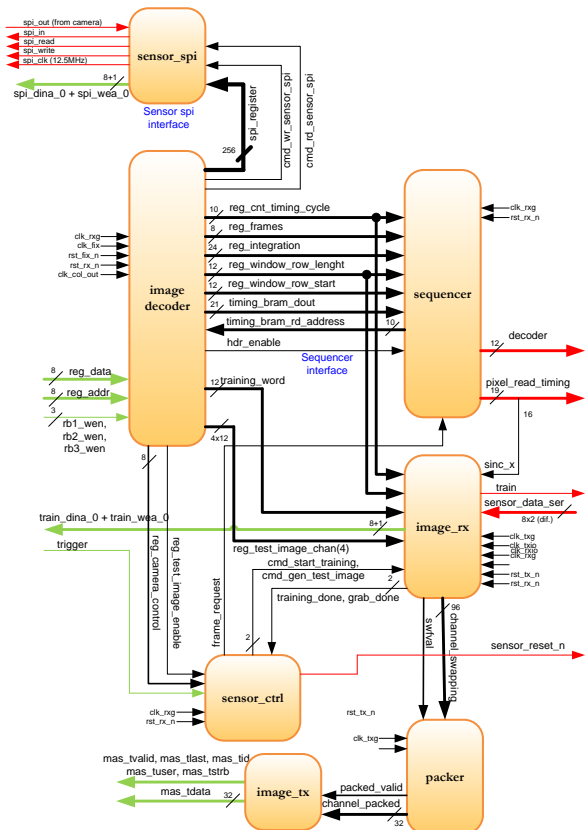 spi_out (from camera)
spi_in
spi_read
spi_write
spi_clk (12.5MHz)
8+1
spi_dina_0 + spi_wea_0
sensor_spi
Sensor spi
interface
256
spi_register
cmd_wr_sensor_spi
cmd_rd_sensor_spi
clk_rxg
clk_fix
rst_fix_n
rst_rx_n
clk_col_out
image
decoder
10
reg_cnt_timing_cycle
8
reg_frames
24
reg_integration
12
reg_window_row_lenght
12
reg_window_row_start
21
timing_bram_dout
timing_bram_rd_address
10
hdr_enable
Sequencer
interface
sequencer
clk_rxg
rst_rx_n
decoder
12
pixel_read_timing
19
16
8
reg_data
8
reg_addr
3
rb1_wen,
rb2_wen,
rb3_wen
12
training_word
4x12
8
sinc_x
train
sensor_data_ser
8x2 (dif.)
image_rx
train_dina_0 + train_wea_0
8+1
trigger
reg_camera_control
reg_test_image_enable
frame_request
reg_test_image_chan(4)
cmd_start_training,
cmd_gen_test_image
2
2
training_done, grab_done
clk_txg
clk_txio
clk_rxio
clk_rxg
rst_tx_n
rst_rx_n
swfval
96
channel_swapping
sensor_reset_n
sensor_ctrl
clk_rxg
rst_rx_n
rst_tx_n
clk_txg
packer
mas_tvalid, mas_tlast, mas_tid
mas_tuser, mas_tstrb
mas_tdata
32
image_tx
packed_valid
channel_packed
32